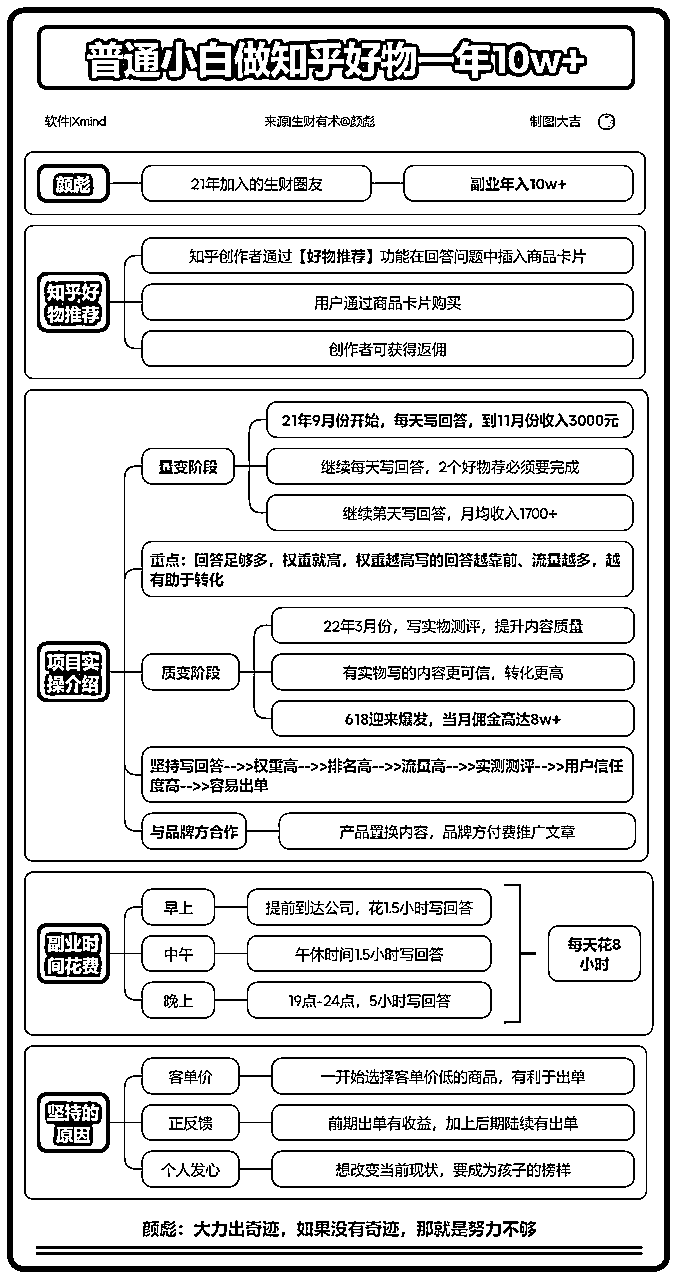 普通小白做知乎好物一年10w+
软件|Xmind
来源|生财有术@颜彪
制图|大吉
颜彪
21年加入的生财圈友
副业年入10w+
知乎好
物推荐
知乎创作者通过【好物推荐】功能在回答问题中插入商品卡片
用户通过商品卡片购买
创作者可获得返佣
项目实
操介绍
量变阶段
21年9月份开始，每天写回答，到11月份收入3000元
继续每天写回答，2个好物荐必须要完成
继续第天写回答，月均收入1700+
重点：回答足够多，权重就高，权重越高写的回答越靠前、流量越多，越
有助于转化
质变阶段
22年3月份，写实物测评，提升内容质量
有实物写的内容更可信，转化更高
618迎来爆发，当月佣金高达8w+
坚持写回答-->>权重高-->>排名高-->>流量高-->>实测测评-->>用户信任
度高-->>容易出单
与品牌方合作
产品置换内容，品牌方付费推广文章
副业时
间花费
早上
提前到达公司，花1.5小时写回答
中午
午休时间1.5小时写回答
晚上
19点-24点，5小时写回答
每天花8
小时
坚持的
原因
客单价
一开始选择客单价低的商品，有利于出单
正反馈
前期出单有收益，加上后期陆续有出单
个人发心
想改变当前现状，要成为孩子的榜样
颜彪：大力出奇迹，如果没有奇迹，那就是努力不够